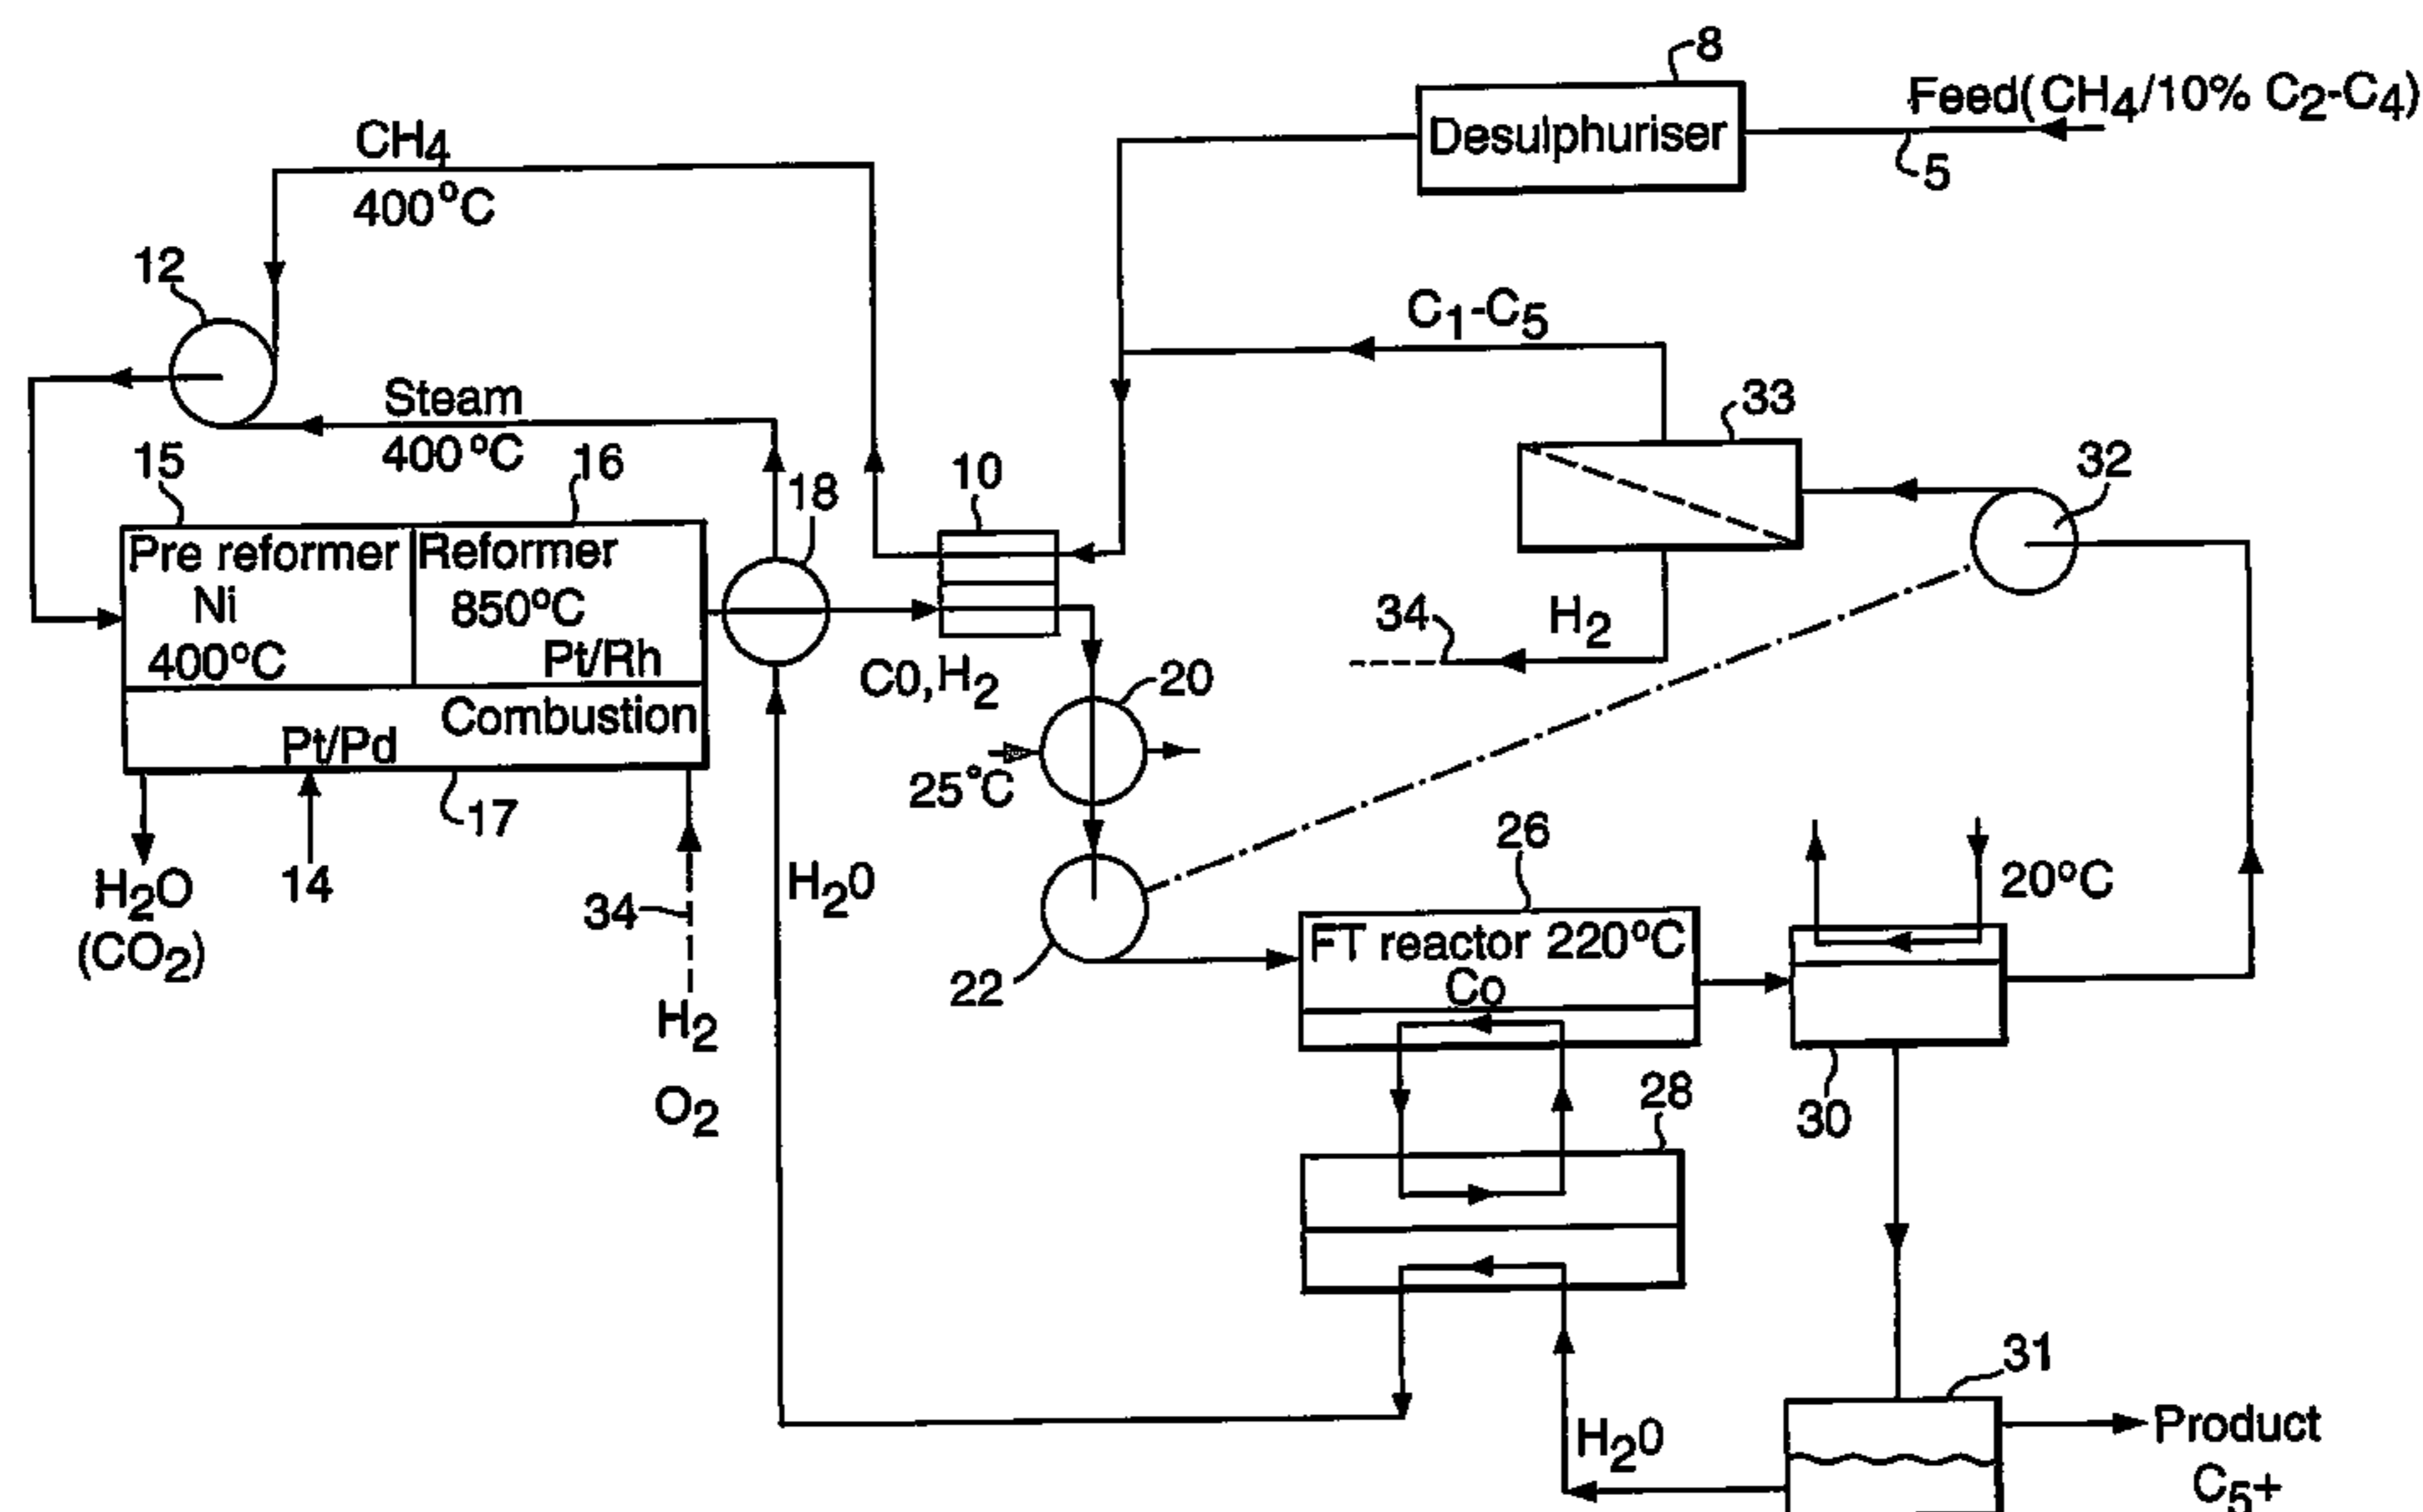 8
Feed(CH4/10% C2-C4)
Desulphuriser
5
CH4
400°C
12
C1-C5
Steam
400°C
33
15
16
10
32
18
Pre reformer
Ni
400°C
Reformer
850°C
Pt/Rh
34
H2
C0,H2
20
Combustion
Pt/Pd
25°C
17
26
H2O
(CO2)
14
34
H20
20°C
FT reactor 220°C
Co
22
H2
O2
28
30
31
H20
Product
C5+